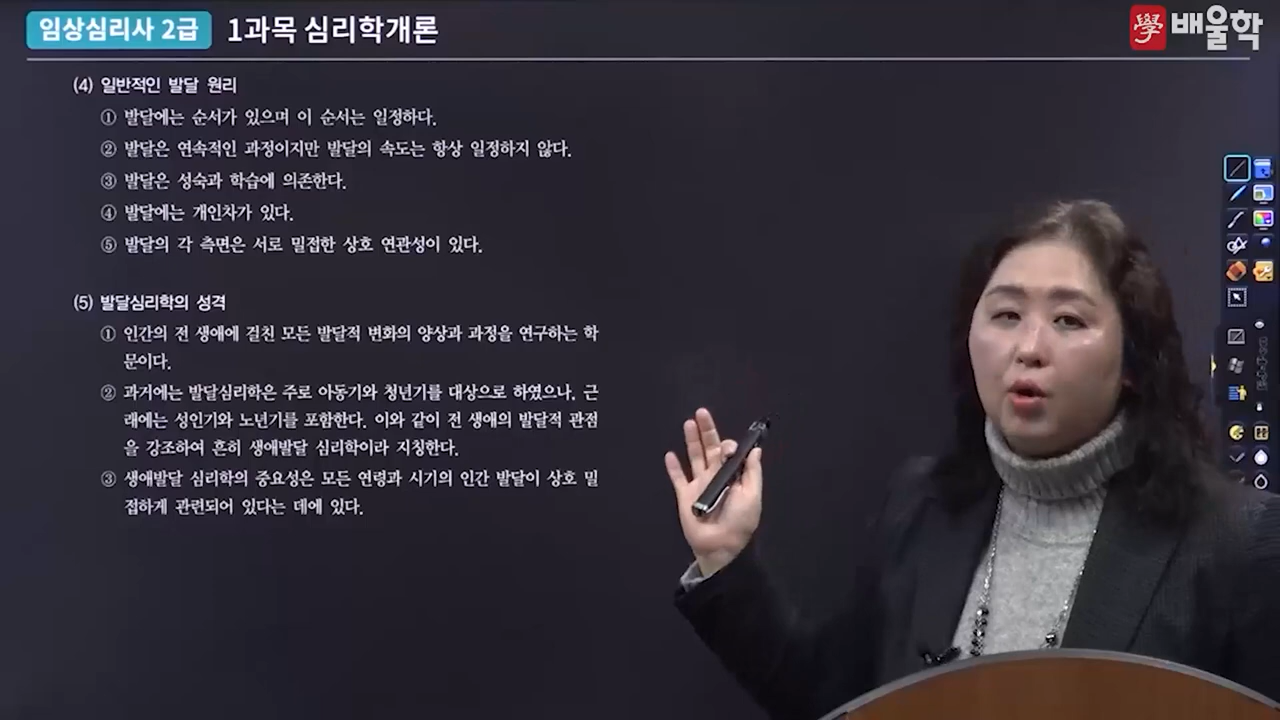 임상심리사 2급 1과목 심리학개론
學 배울학
(4) 일반적인 발달 원리
① 발달에는 순서가 있으며 이 순서는 일정하다.
② 발달은 연속적인 과정이지만 발달의 속도는 항상 일정하지 않다.
③ 발달은 성숙과 학습에 의존한다.
④ 발달에는 개인차가 있다.
⑤ 발달의 각 측면은 서로 밀접한 상호 연관성이 있다.
(5) 발달심리학의 성격
① 인간의 전 생애에 걸친 모든 발달적 변화의 양상과 과정을 연구하는 학
문이다.
② 과거에는 발달심리학은 주로 아동기와 청년기를 대상으로 하였으나, 근
래에는 성인기와 노년기를 포함한다. 이와 같이 전 생애의 발달적 관점
을 강조하여 흔히 생애발달 심리학이라 지칭한다.
③ 생애발달 심리학의 중요성은 모든 연령과 시기의 인간 발달이 상호 밀
접하게 관련되어 있다는 데에 있다.